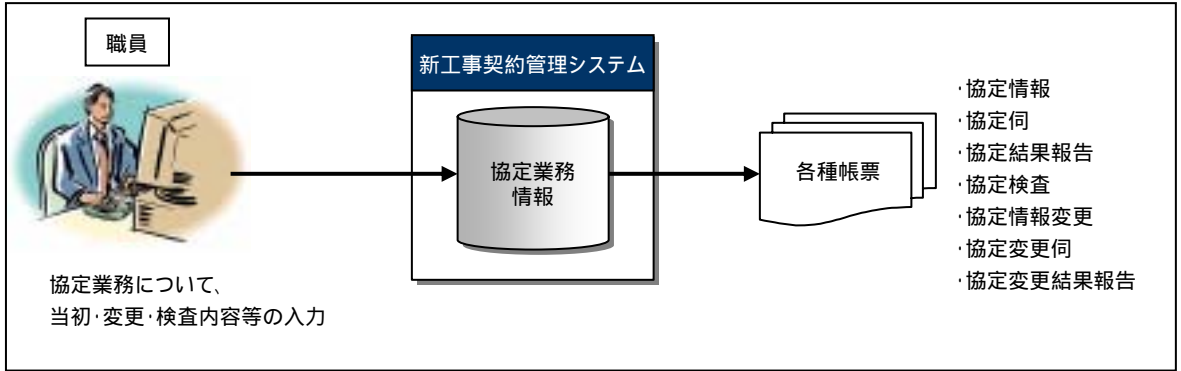 職員
協定業務について、
当初・変更・検査内容等の入力
新工事契約管理システム
協定業務
情報
各種帳票
・協定情報
・協定伺
・協定結果報告
・協定検査
・協定情報変更
・協定変更伺
・協定変更結果報告